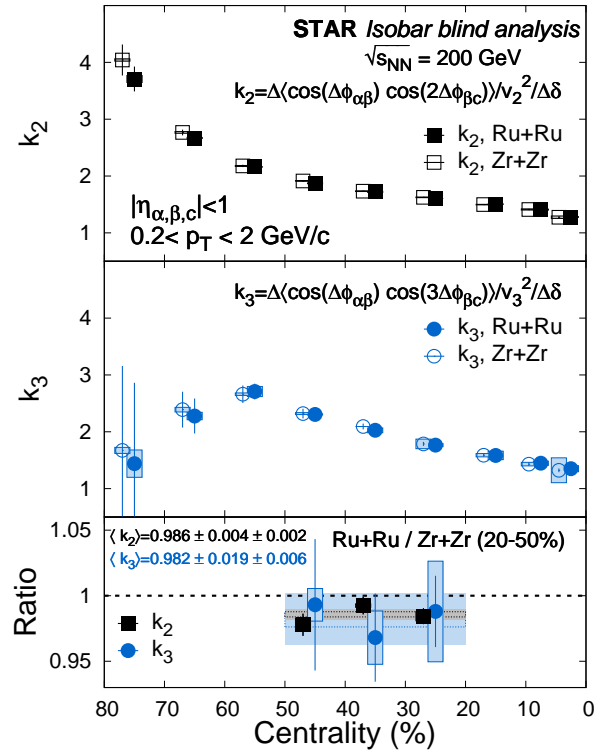 STAR Isobar blind analysis
√sNN = 200 GeV
k2=Δ⟨cos(Δϕαβ) cos(2Δϕβc)⟩/v2²/Δδ
k2, Ru+Ru
k2, Zr+Zr
|ηα,β,c|<1
0.2< pT < 2 GeV/c
k2
4
3
2
1
k3=Δ⟨cos(Δϕαβ) cos(3Δϕβc)⟩/v3²/Δδ
k3, Ru+Ru
k3, Zr+Zr
k3
4
3
2
1
⟨ k2⟩=0.986 ± 0.004 ± 0.002
⟨ k3⟩=0.982 ± 0.019 ± 0.006
Ru+Ru / Zr+Zr (20-50%)
k2
k3
Ratio
1.05
1
0.95
80 70 60 50 40 30 20 10 0
Centrality (%)